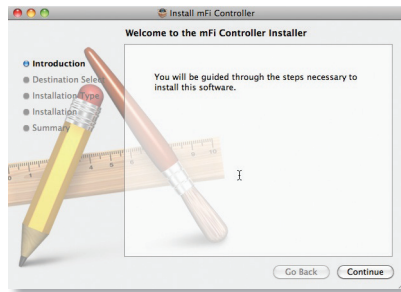 Install mFi Controller
Welcome to the mFi Controller Installer
Introduction
Destination Select
Installation Type
Installation
Summary
You will be guided through the steps necessary to
install this software.
Go Back
Continue